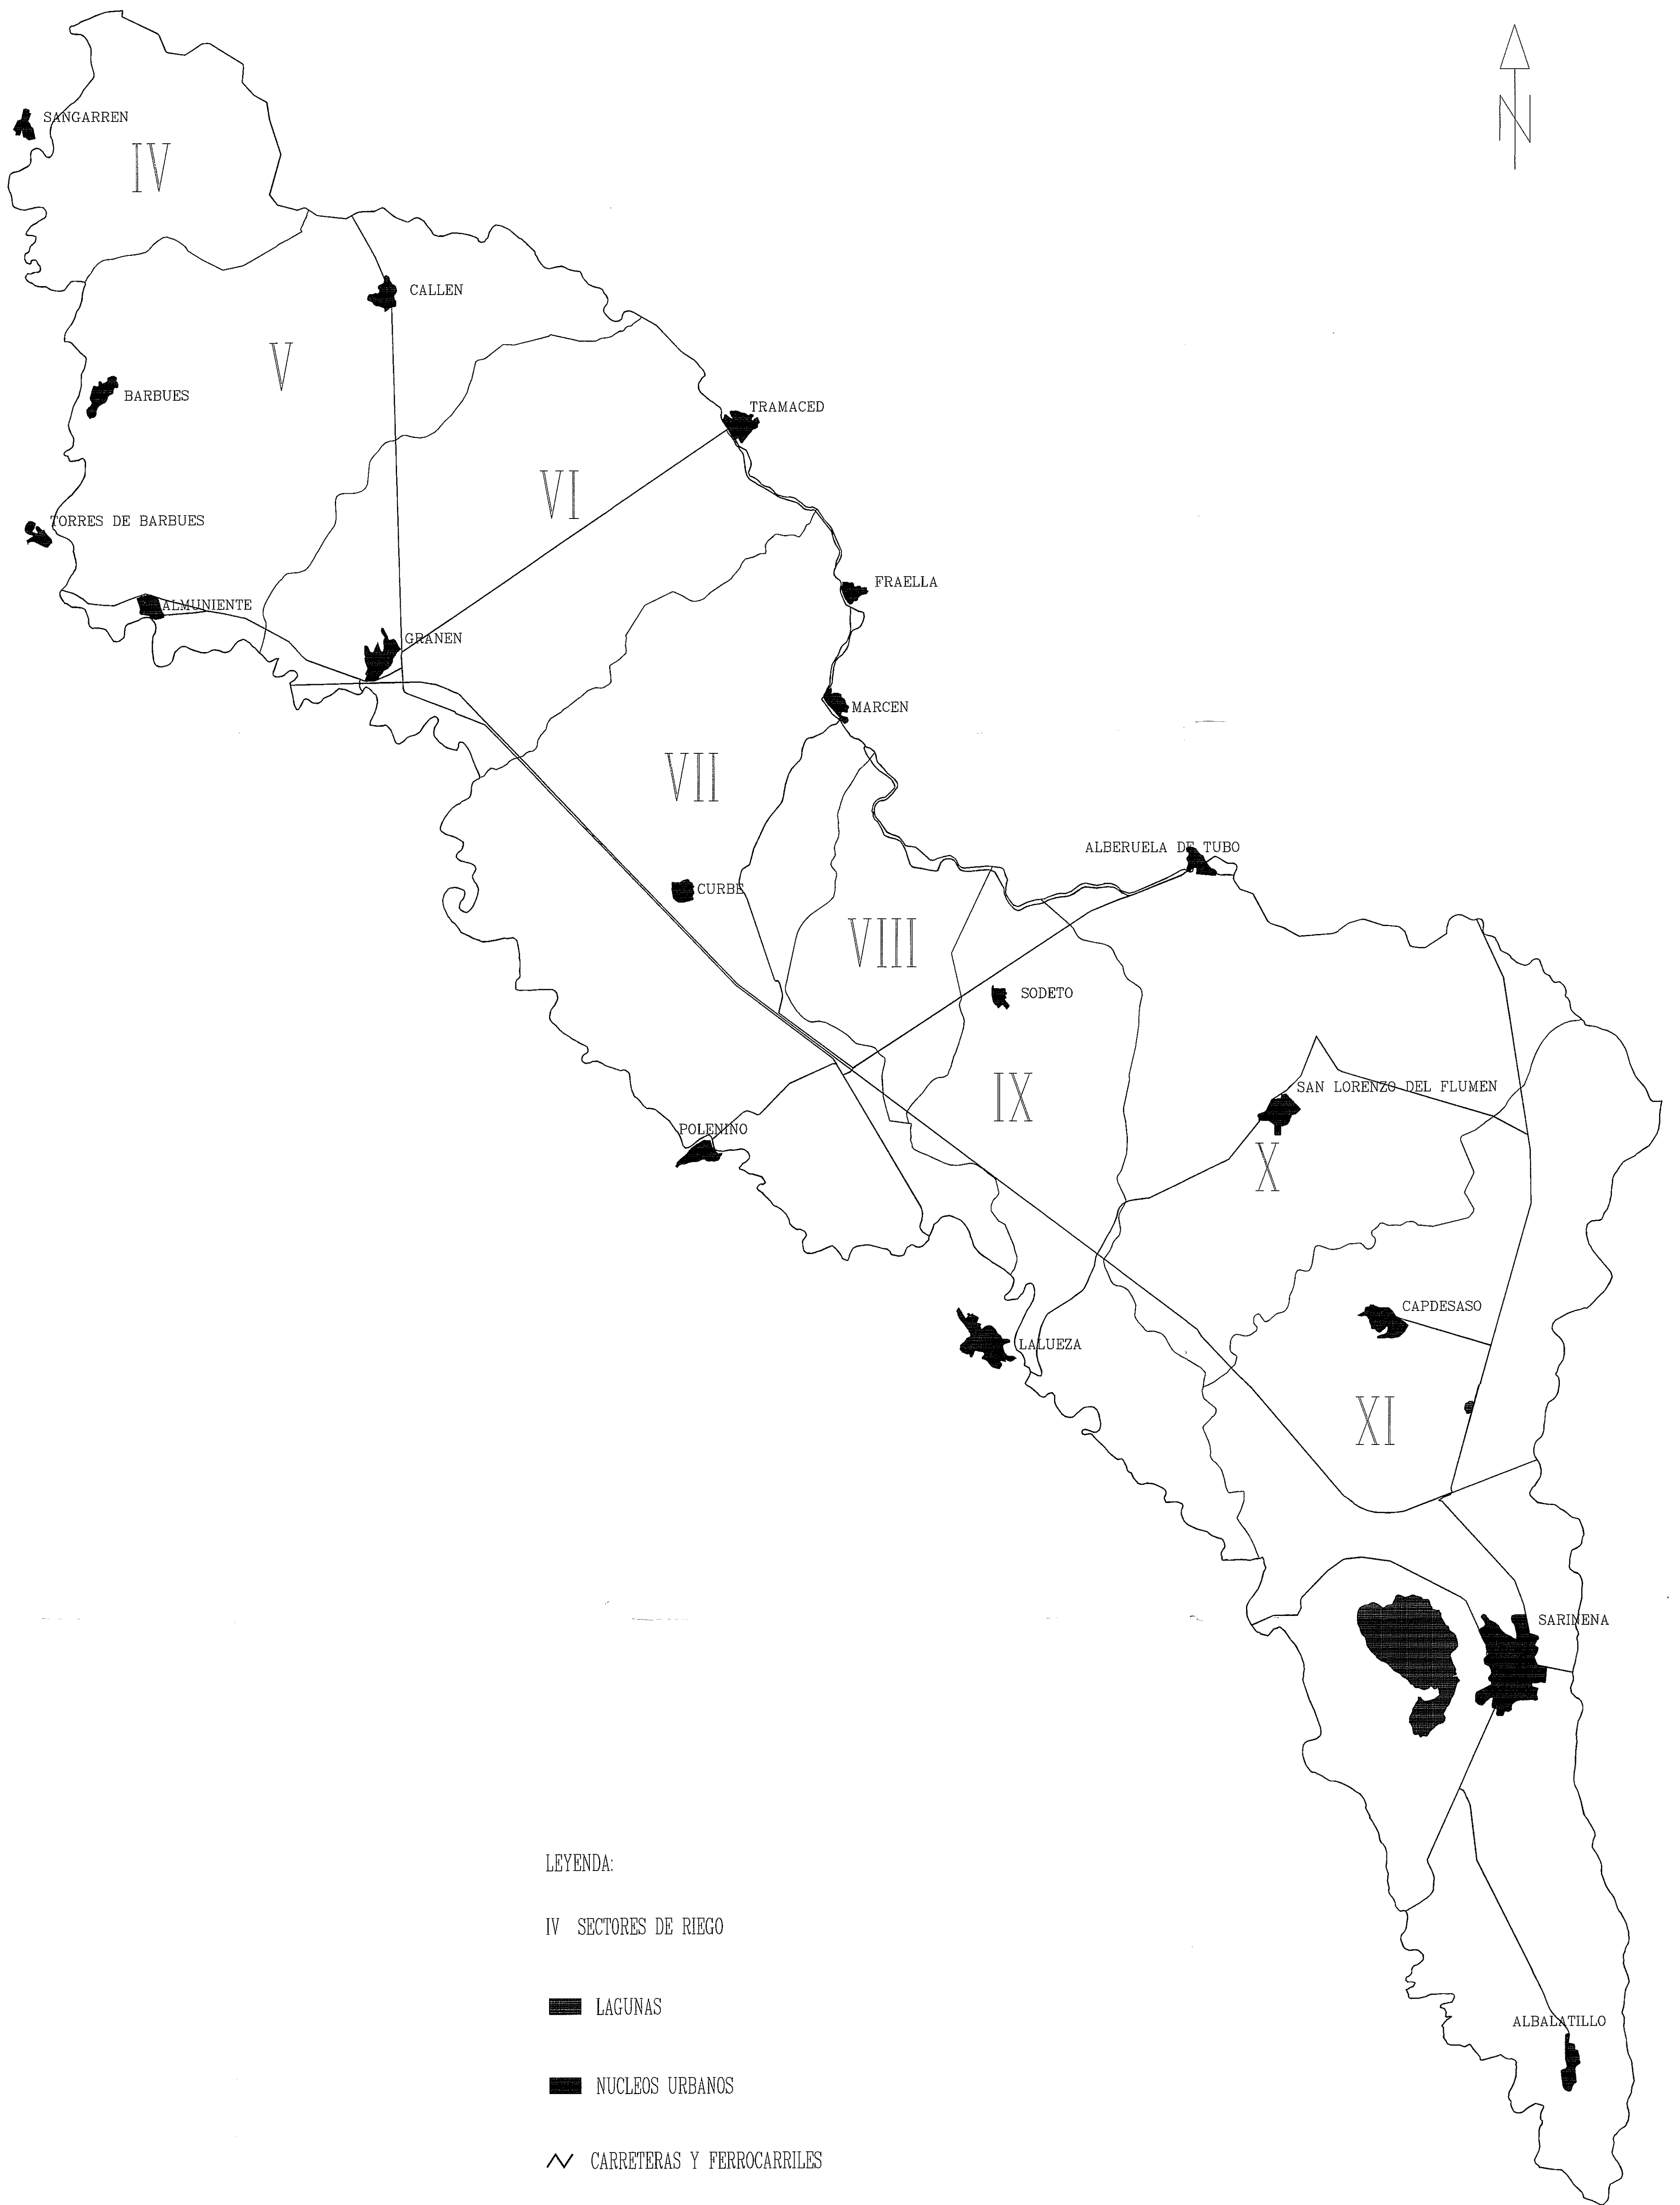 N
SANGARREN
IV
CALLEN
V
BARBUES
TRAMACED
VI
TORRES DE BARBUES
FRAELLA
ALMUNIENTE
GRANEN
MARCEN
VII
ALBERUELA DE TUBO
CURBE
VIII
SODETO
SAN LORENZO DEL FLUMEN
IX
POLENINO
X
CAPDESASO
LALUEZA
XI
SARINENA
LEYENDA:
IV SECTORES DE RIEGO
LAGUNAS
ALBALATILLO
NUCLEOS URBANOS
CARRETERAS Y FERROCARRILES